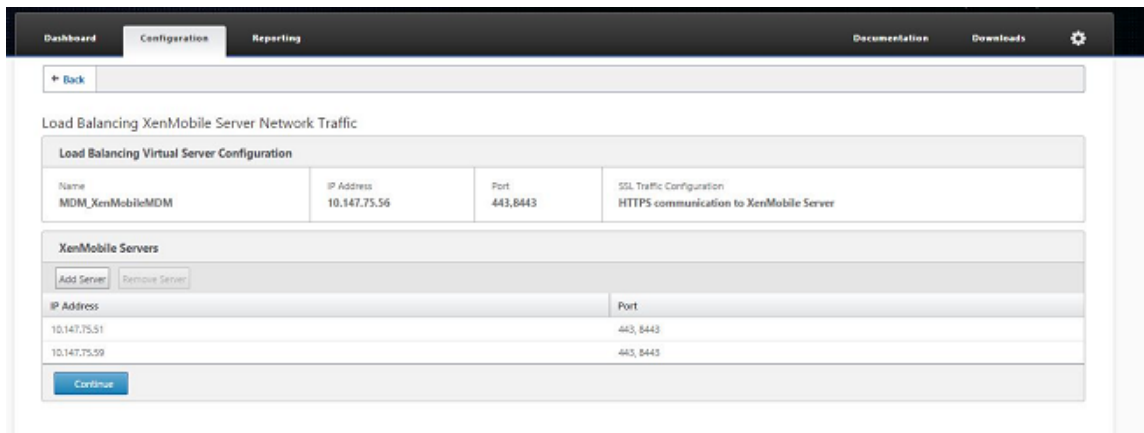 Dashboard Configuration Reporting Documentation Downloads
← Back
Load Balancing XenMobile Server Network Traffic
Load Balancing Virtual Server Configuration
Name IP Address Port SSL Traffic Configuration
MDM_XenMobileMDM 10.147.75.56 443,8443 HTTPS communication to XenMobile Server
XenMobile Servers
Add Server Remove Server
IP Address Port
10.147.75.51 443, 8443
10.147.75.59 443, 8443
Continue